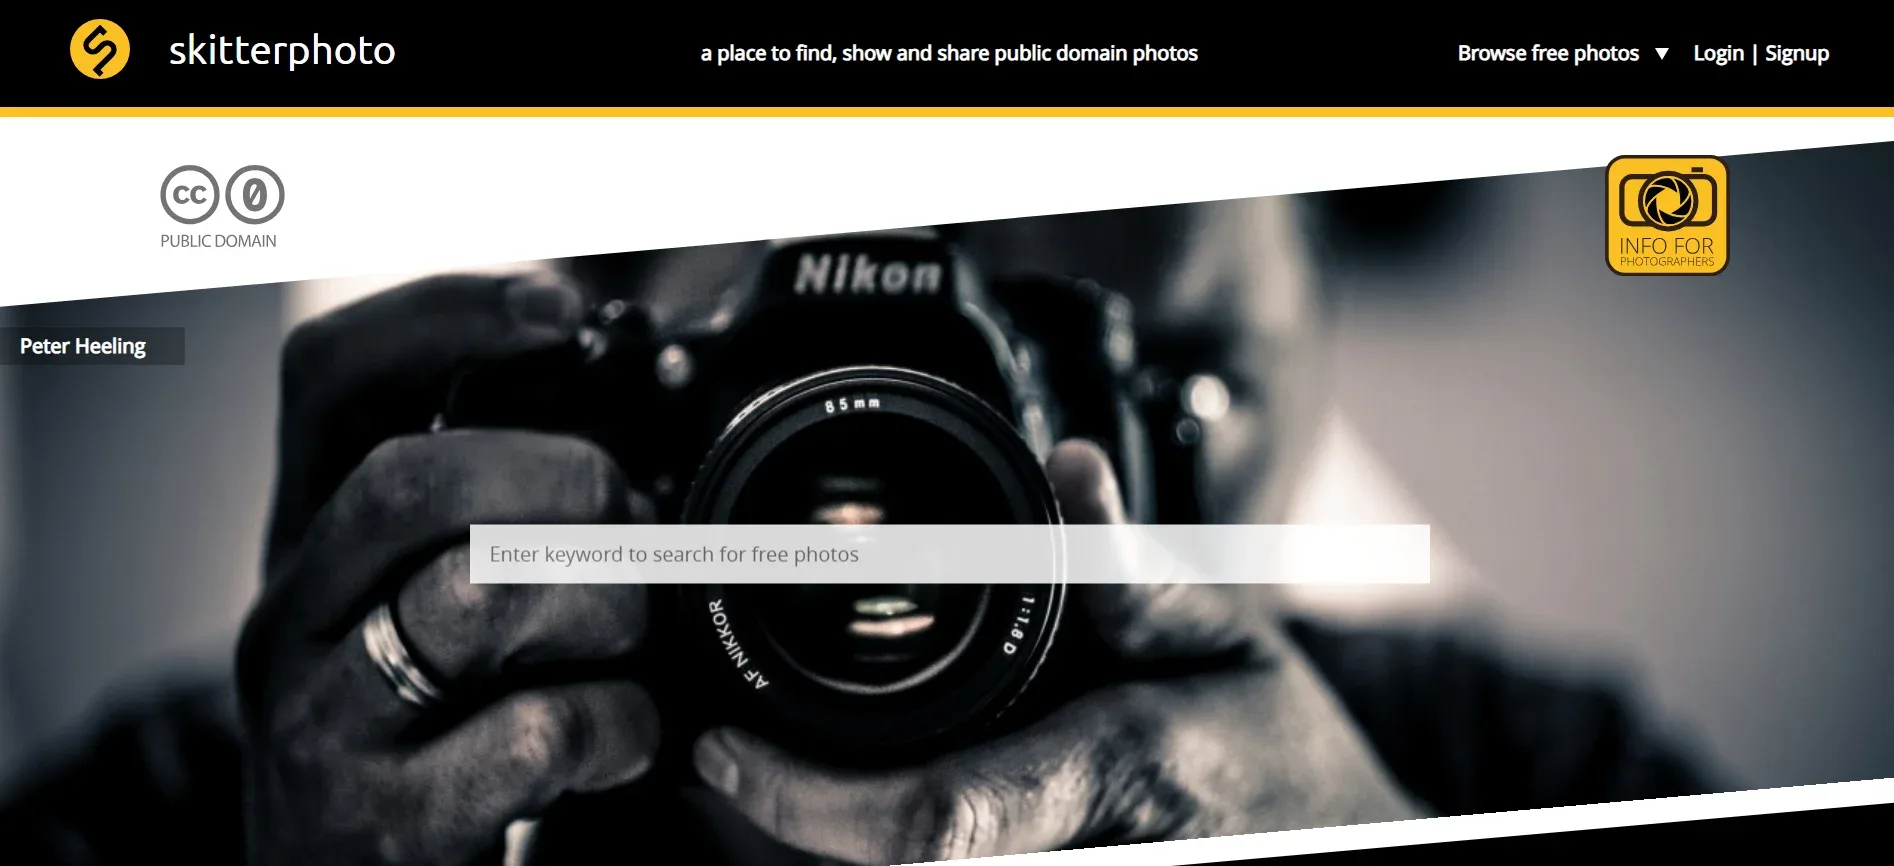 skitterphoto
a place to find, show and share public domain photos
Browse free photos ▼ Login | Signup
cc 0
PUBLIC DOMAIN
INFO FOR
PHOTOGRAPHERS
Nikon
Peter Heeling
85mm
Enter keyword to search for free photos
AF NIKKOR
1:1.8 D